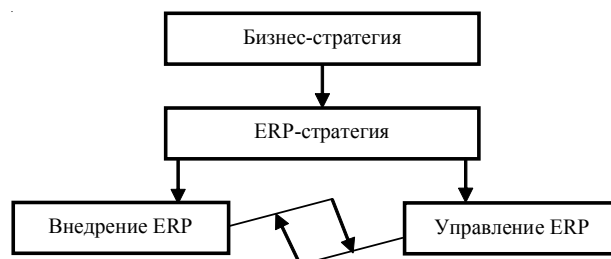 Бизнес-стратегия
ERP-стратегия
Внедрение ERP
Управление ERP